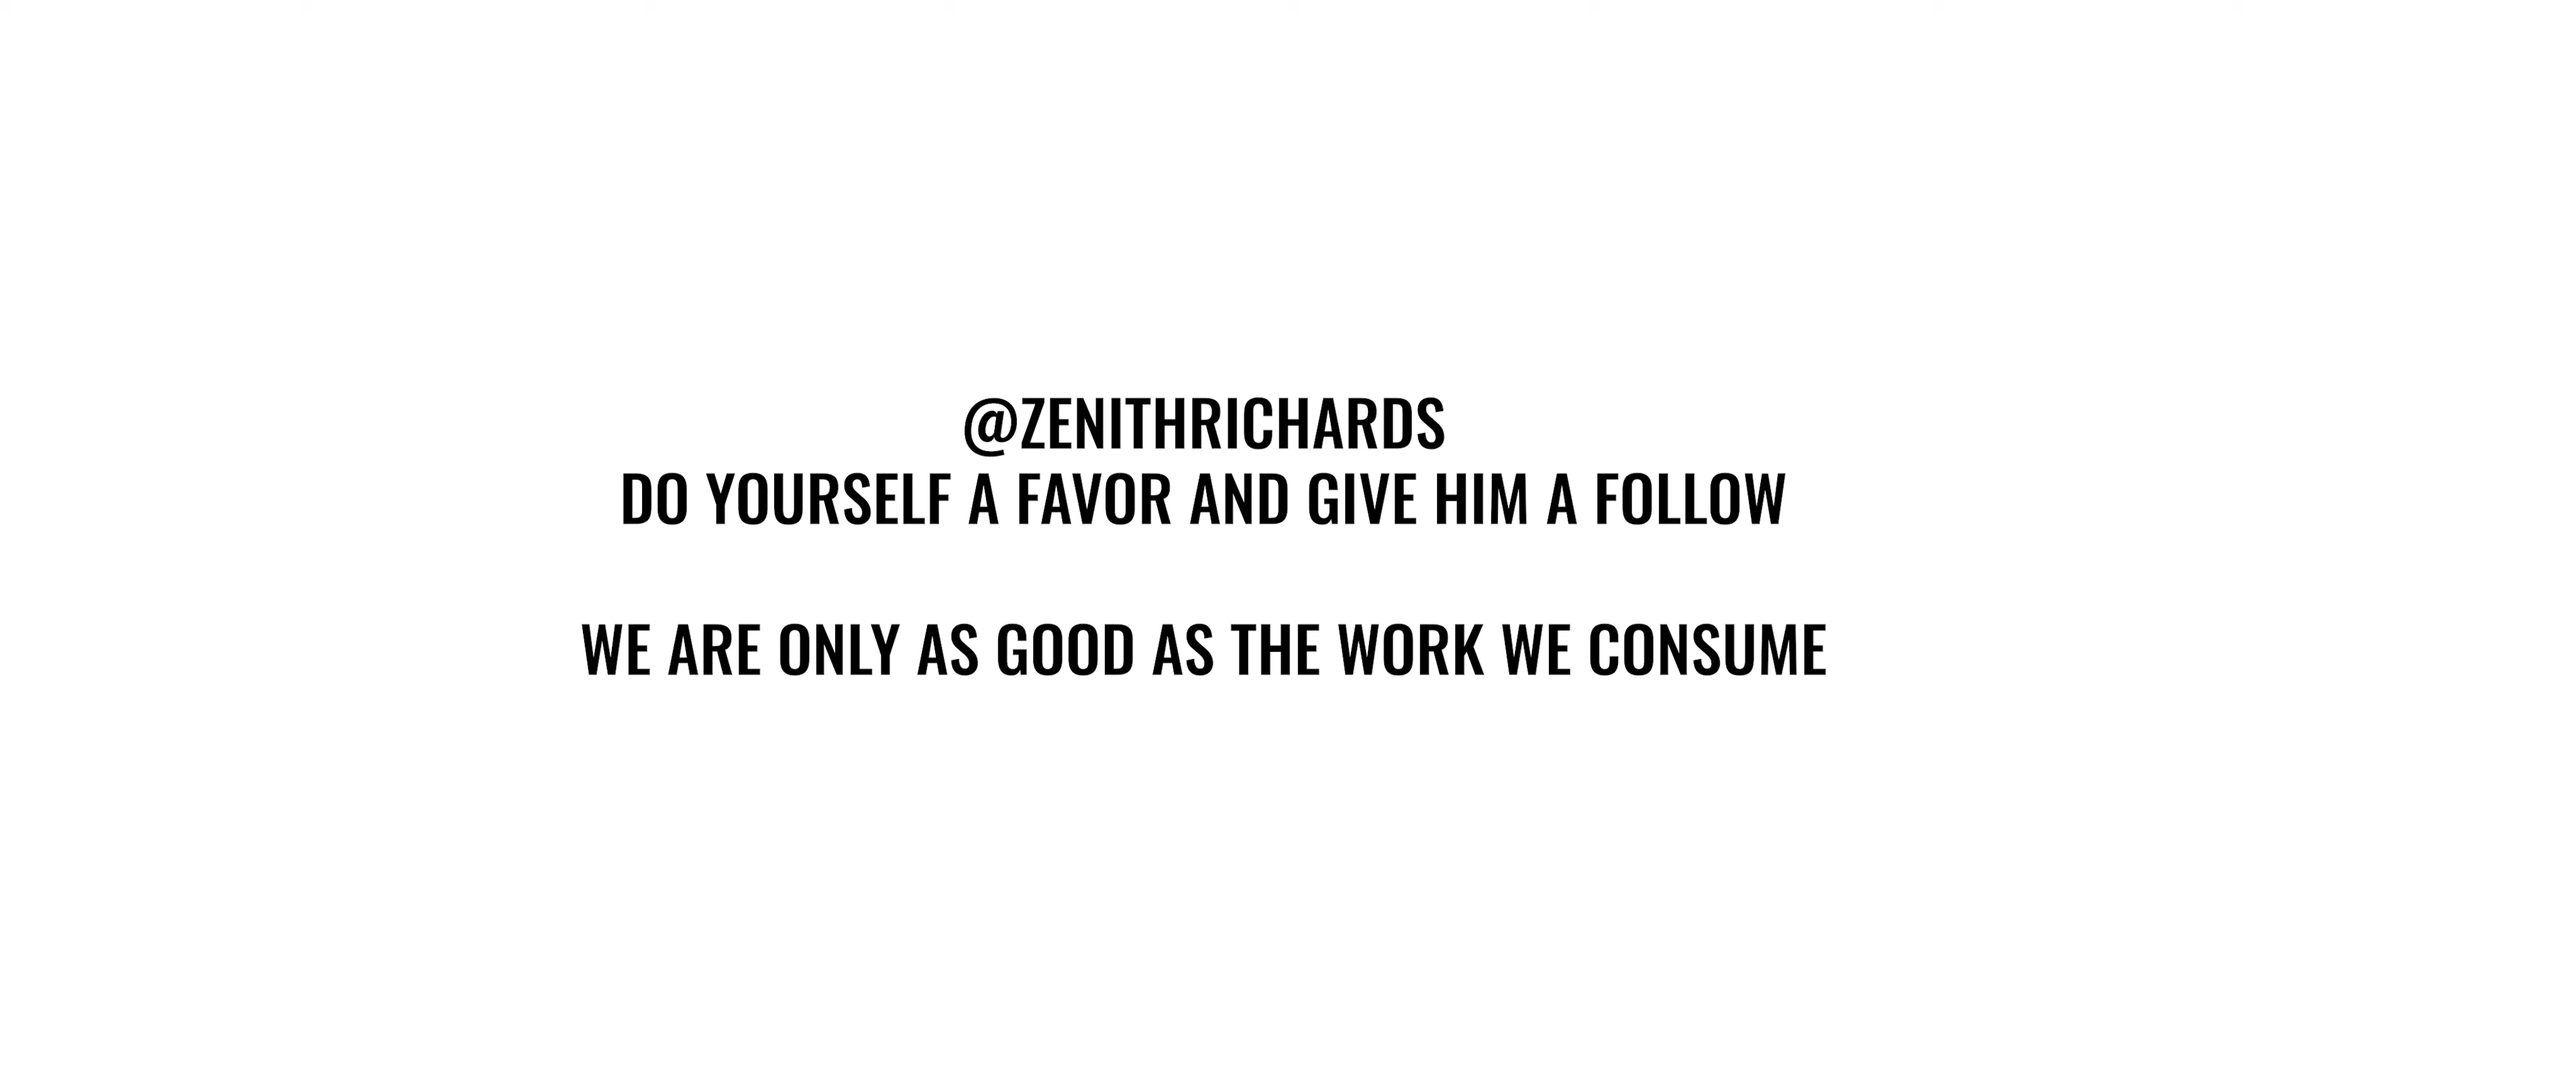 @ZENITHRICHARDS
DO YOURSELF A FAVOR AND GIVE HIM A FOLLOW
WE ARE ONLY AS GOOD AS THE WORK WE CONSUME